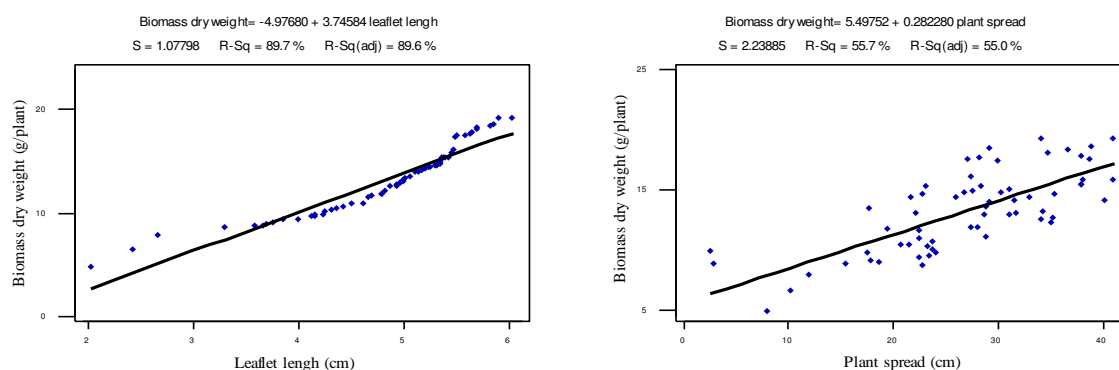 Biomass dry weight= -4.97680 + 3.74584 leaflet lengh
S = 1.07798 R-Sq = 89.7 % R-Sq(adj) = 89.6 %
Biomass dry weight (g/plant)
20
10
0
2 3 4 5 6
Leaflet lengh (cm)
Biomass dry weight= 5.49752 + 0.282280 plant spread
S = 2.23885 R-Sq = 55.7 % R-Sq(adj) = 55.0 %
Biomass dry weight (g/plant)
25
15
5
0 10 20 30 40
Plant spread (cm)